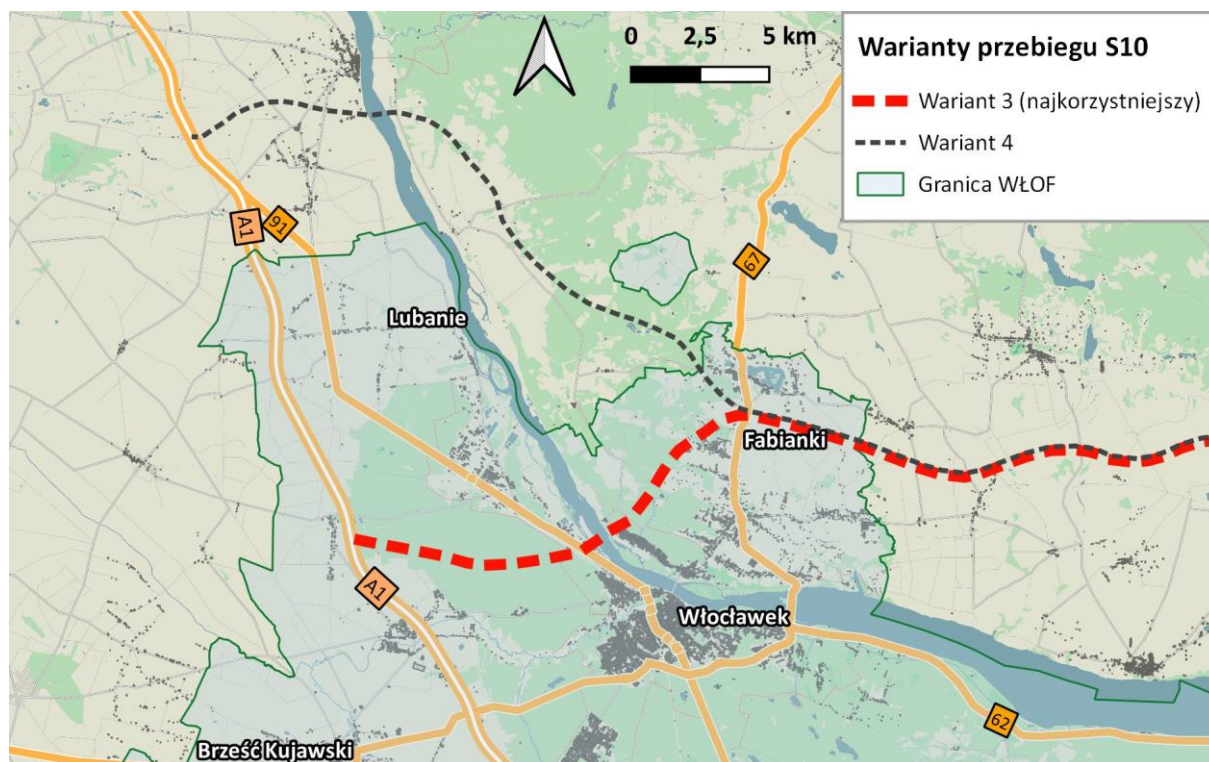 0 2,5 5 km
Warianty przebiegu S10
Wariant 3 (najkorzystniejszy)
Wariant 4
Granica WŁOF
A1
91
67
Lubanie
Fabianki
A1
Włocławek
62
Brześć Kujawski